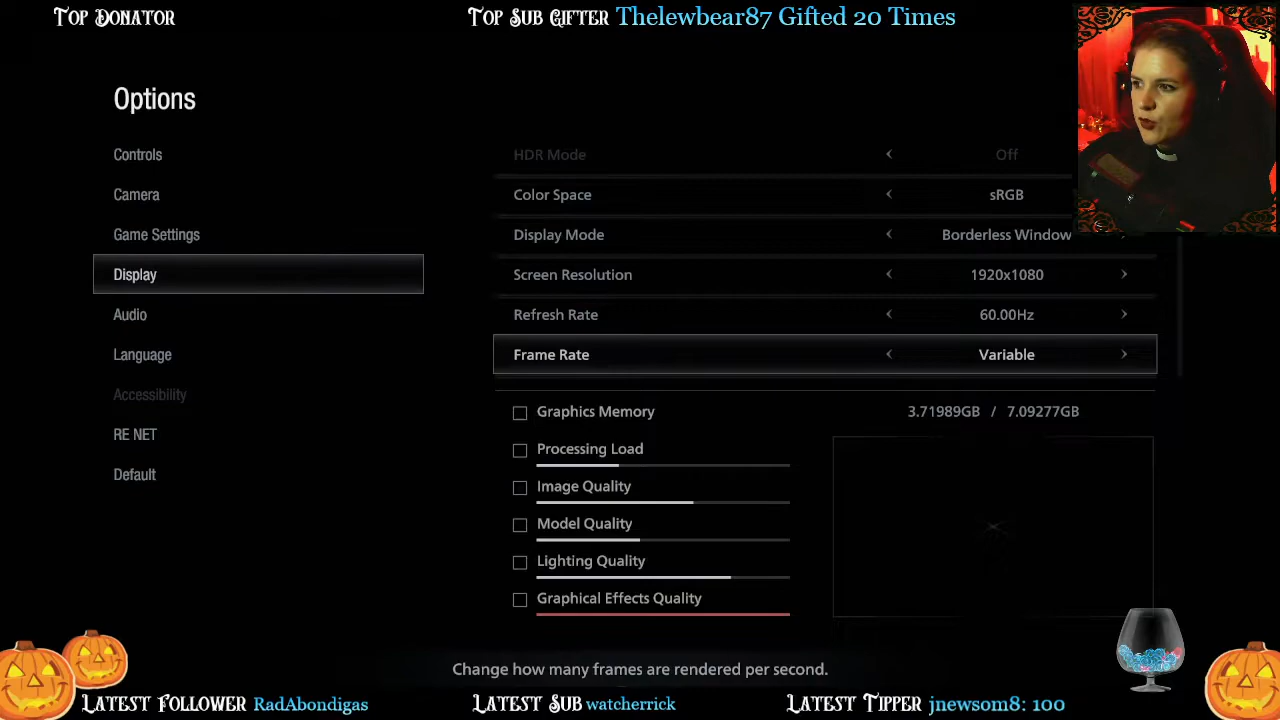 Top Donator
Top Sub Gifter Thelewbear87 Gifted 20 Times
Options
Controls
Camera
Game Settings
Display
Audio
Language
Accessibility
RE NET
Default
HDR Mode Off
Color Space sRGB
Display Mode Borderless Window
Screen Resolution 1920x1080
Refresh Rate 60.00Hz
Frame Rate Variable
Graphics Memory 3.71989GB / 7.09277GB
Processing Load
Image Quality
Model Quality
Lighting Quality
Graphical Effects Quality
Change how many frames are rendered per second.
Latest Follower RadAbondigas
Latest Sub watcherrick
Latest Tipper jnewsom8: 100